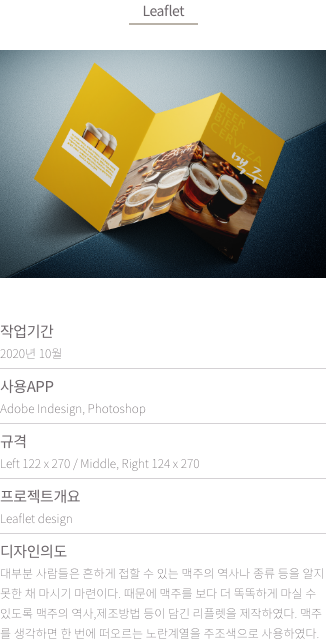 Leaflet
BEER
BIER
CER
VEZA
맥주
작업기간
2020년 10월
사용APP
Adobe Indesign, Photoshop
규격
Left 122 x 270 / Middle, Right 124 x 270
프로젝트개요
Leaflet design
디자인의도
대부분 사람들은 흔하게 접할 수 있는 맥주의 역사나 종류 등을 알지
못한 채 마시기 마련이다. 때문에 맥주를 보다 더 똑똑하게 마실 수
있도록 맥주의 역사,제조방법 등이 담긴 리플렛을 제작하였다. 맥주
를 생각하면 한 번에 떠오르는 노란계열을 주조색으로 사용하였다.